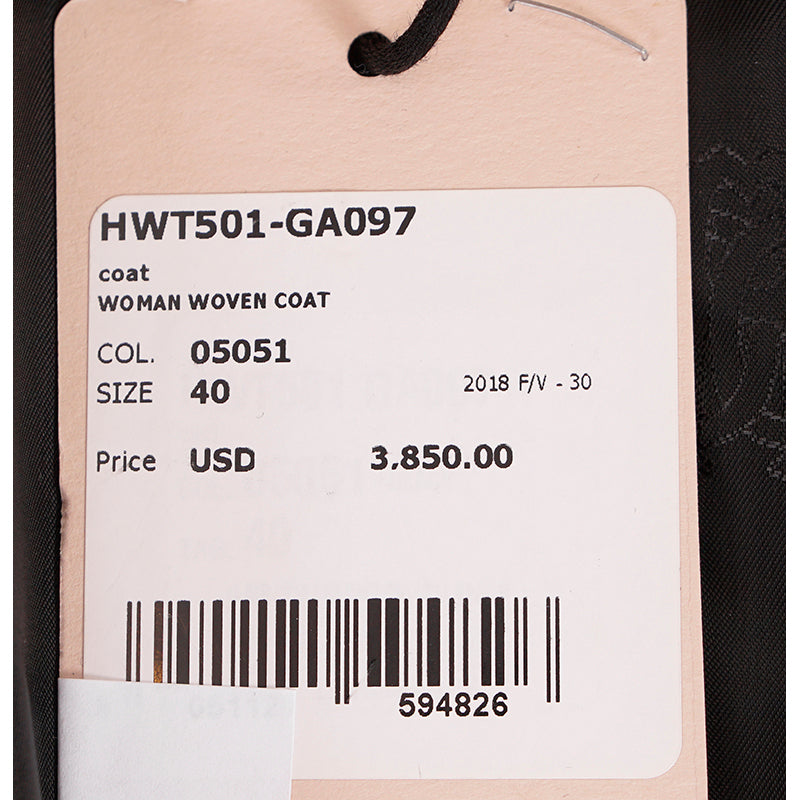 HWT501-GA097
coat
WOMAN WOVEN COAT
COL. 05051
SIZE 40 2018 F/V - 30
Price USD 3,850.00
594826